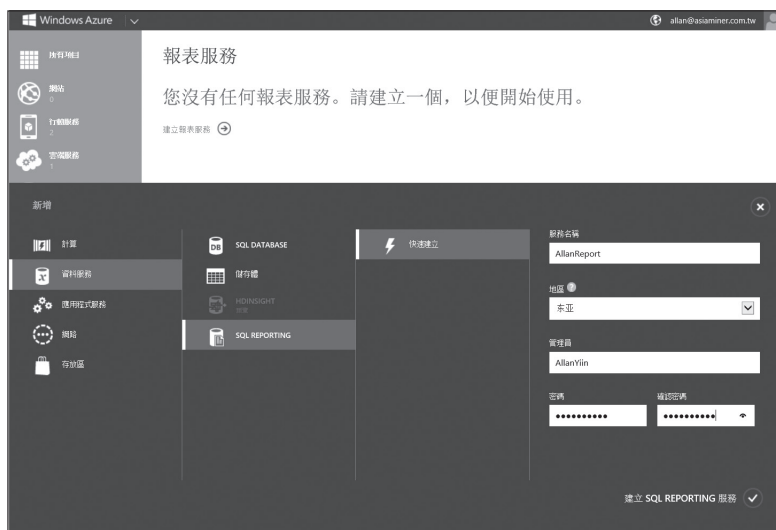 Windows Azure
allan@asiaminer.com.tw
所有項目
網站
0
行動服務
2
雲端服務
1
報表服務
您沒有任何報表服務。請建立一個，以便開始使用。
建立報表服務
新增
計算
資料服務
應用程式服務
網路
存放區
SQL DATABASE
儲存體
HDINSIGHT
預覽
SQL REPORTING
快速建立
服務名稱
AllanReport
地區
东亚
管理員
AllanYiin
密碼
確認密碼
建立 SQL REPORTING 服務